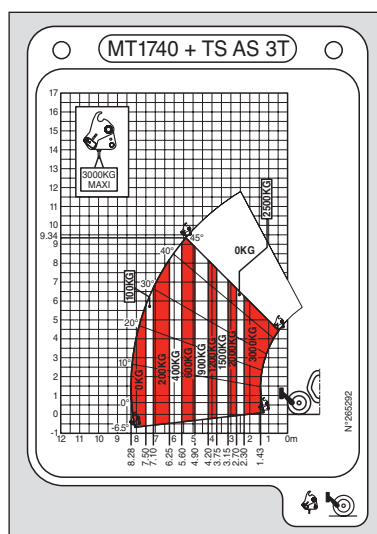 MT1740 + TS AS 3T
17
16
15
14
13
12
11
10
9.34
9
8
7
6
5
4
3
2
1
0
-1
3000KG
MAXI
2500KG
0KG
100KG
45°
40°
30°
20°
10°
0°
-6.5°
0KG
200KG
400KG
600KG
900KG
1200KG
1500KG
2000KG
3000KG
12 11 10 9 8 7 6 5 4 3 2 1 0m
8.28
7.50
7.10
6.25
5.60
4.90
4.20
3.75
3.15
2.70
2.30
1.43
N°265292